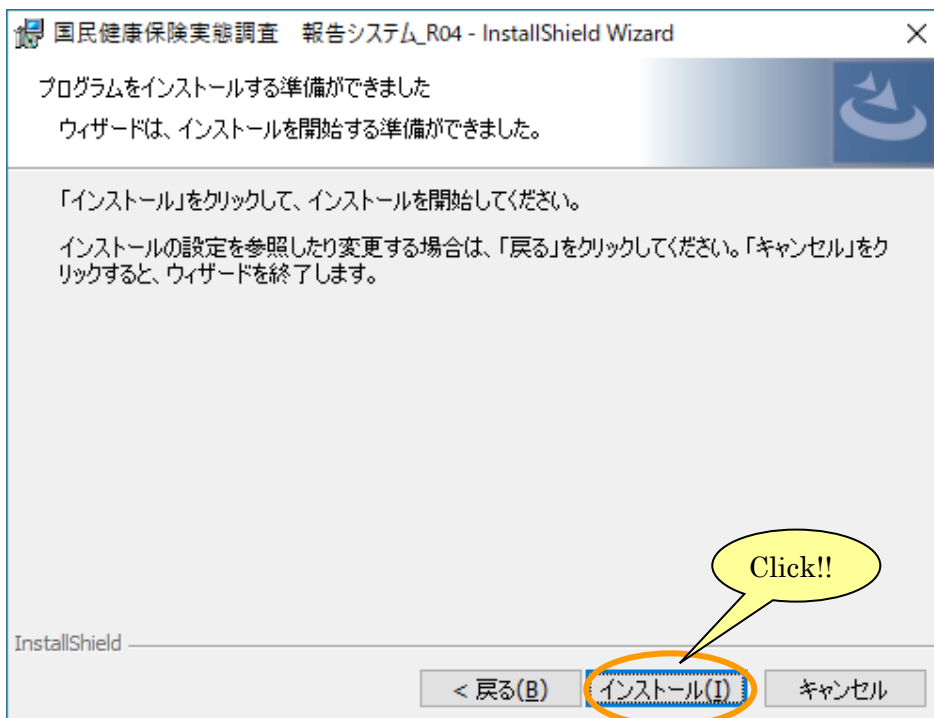 国民健康保険実態調査　報告システム_R04 - InstallShield Wizard
プログラムをインストールする準備ができました
ウィザードは、インストールを開始する準備ができました。
「インストール」をクリックして、インストールを開始してください。
インストールの設定を参照したり変更する場合は、「戻る」をクリックしてください。「キャンセル」をク
リックすると、ウィザードを終了します。
Click!!
InstallShield
< 戻る(B)
インストール(I)
キャンセル